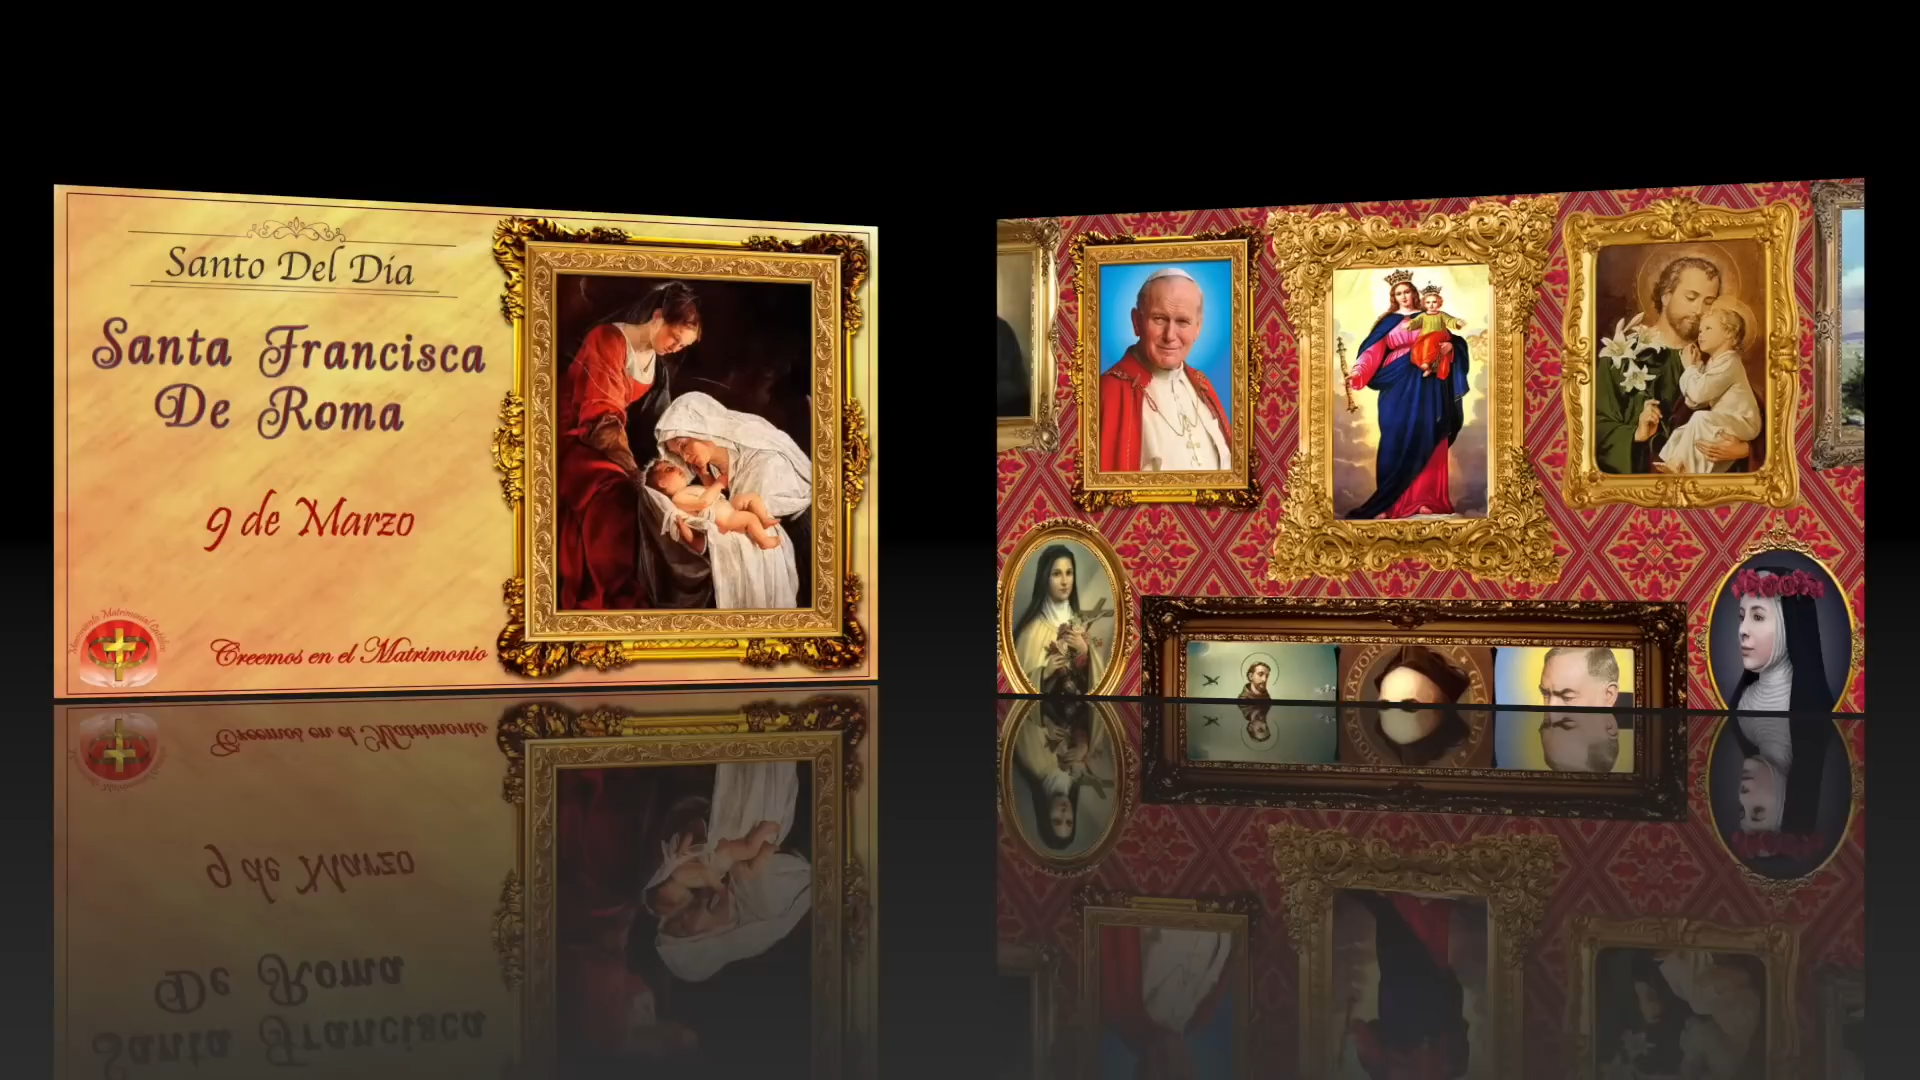 Santo Del Día
Santa Francisca
De Roma
9 de Marzo
Creemos en el Matrimonio